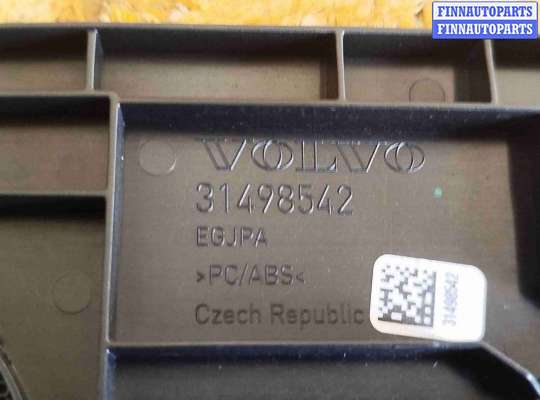 FINNAUTOPARTS
FINNAUTOPARTS
VOLVO
31498542
EGJPA
>PC/ABS<
Czech Republic
31498542